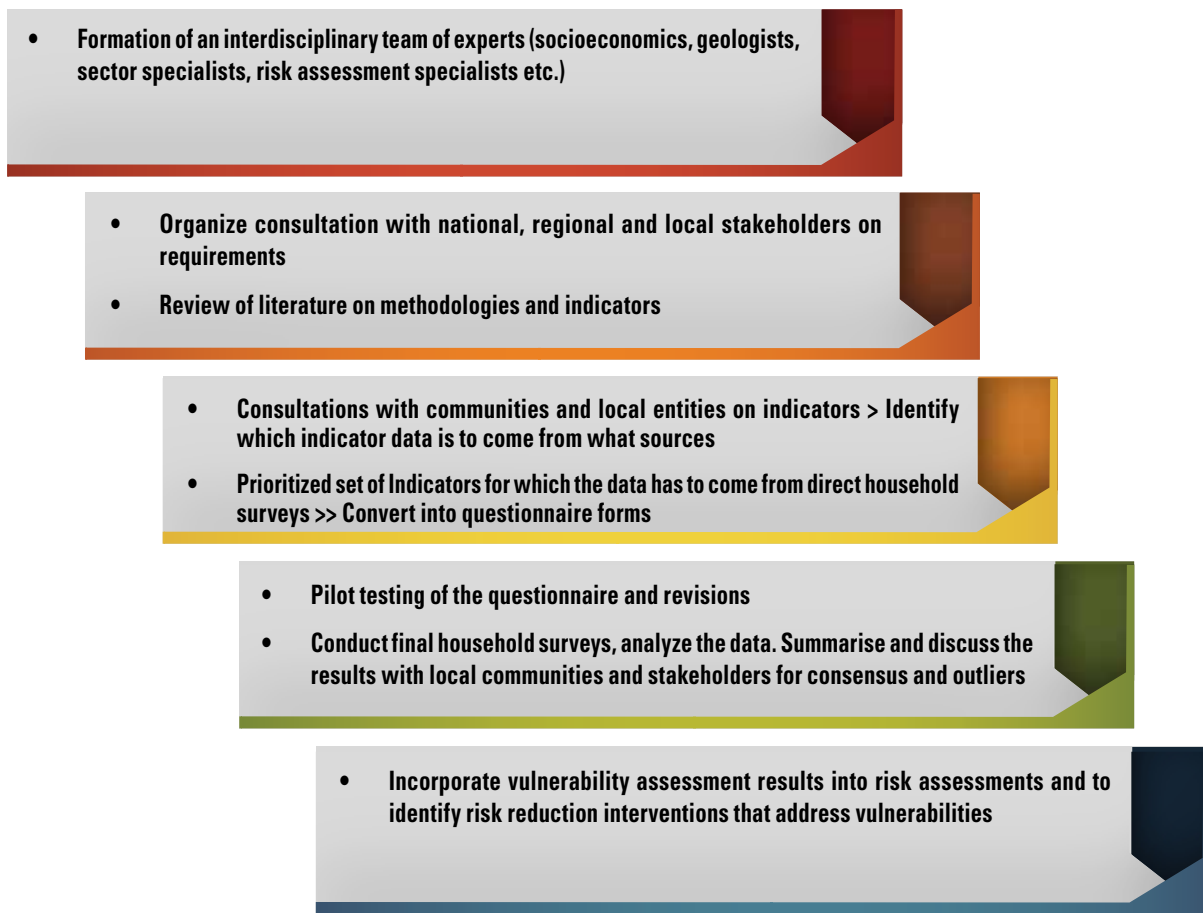 • Formation of an interdisciplinary team of experts (socioeconomics, geologists,
sector specialists, risk assessment specialists etc.)
• Organize consultation with national, regional and local stakeholders on
requirements
• Review of literature on methodologies and indicators
• Consultations with communities and local entities on indicators > Identify
which indicator data is to come from what sources
• Prioritized set of Indicators for which the data has to come from direct household
surveys >> Convert into questionnaire forms
• Pilot testing of the questionnaire and revisions
• Conduct final household surveys, analyze the data. Summarise and discuss the
results with local communities and stakeholders for consensus and outliers
• Incorporate vulnerability assessment results into risk assessments and to
identify risk reduction interventions that address vulnerabilities